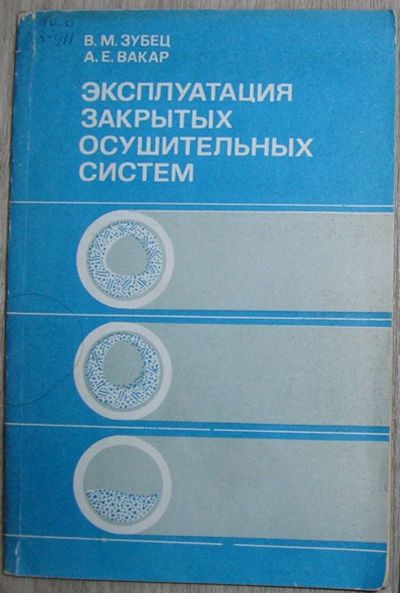 В. М. ЗУБЕЦ
А. Е. ВАКАР
ЭКСПЛУАТАЦИЯ
ЗАКРЫТЫХ
ОСУШИТЕЛЬНЫХ
СИСТЕМ